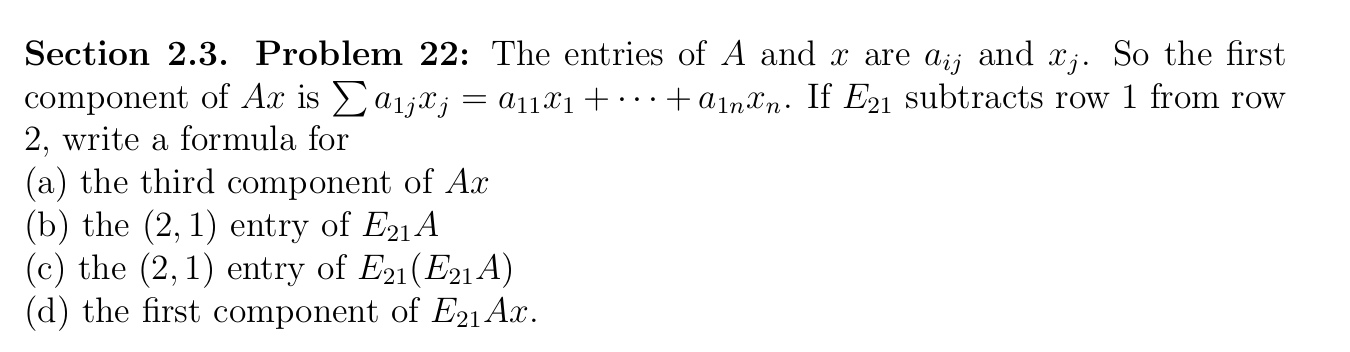 Section 2.3. Problem 22: The entries of $A$ and $x$ are $a_{ij}$ and $x_j$. So the first
component of $Ax$ is $\sum a_{1j}x_j = a_{11}x_1 + \cdots + a_{1n}x_n$. If $E_{21}$ subtracts row 1 from row
2, write a formula for
(a) the third component of $Ax$
(b) the $(2, 1)$ entry of $E_{21}A$
(c) the $(2, 1)$ entry of $E_{21}(E_{21}A)$
(d) the first component of $E_{21}Ax$.